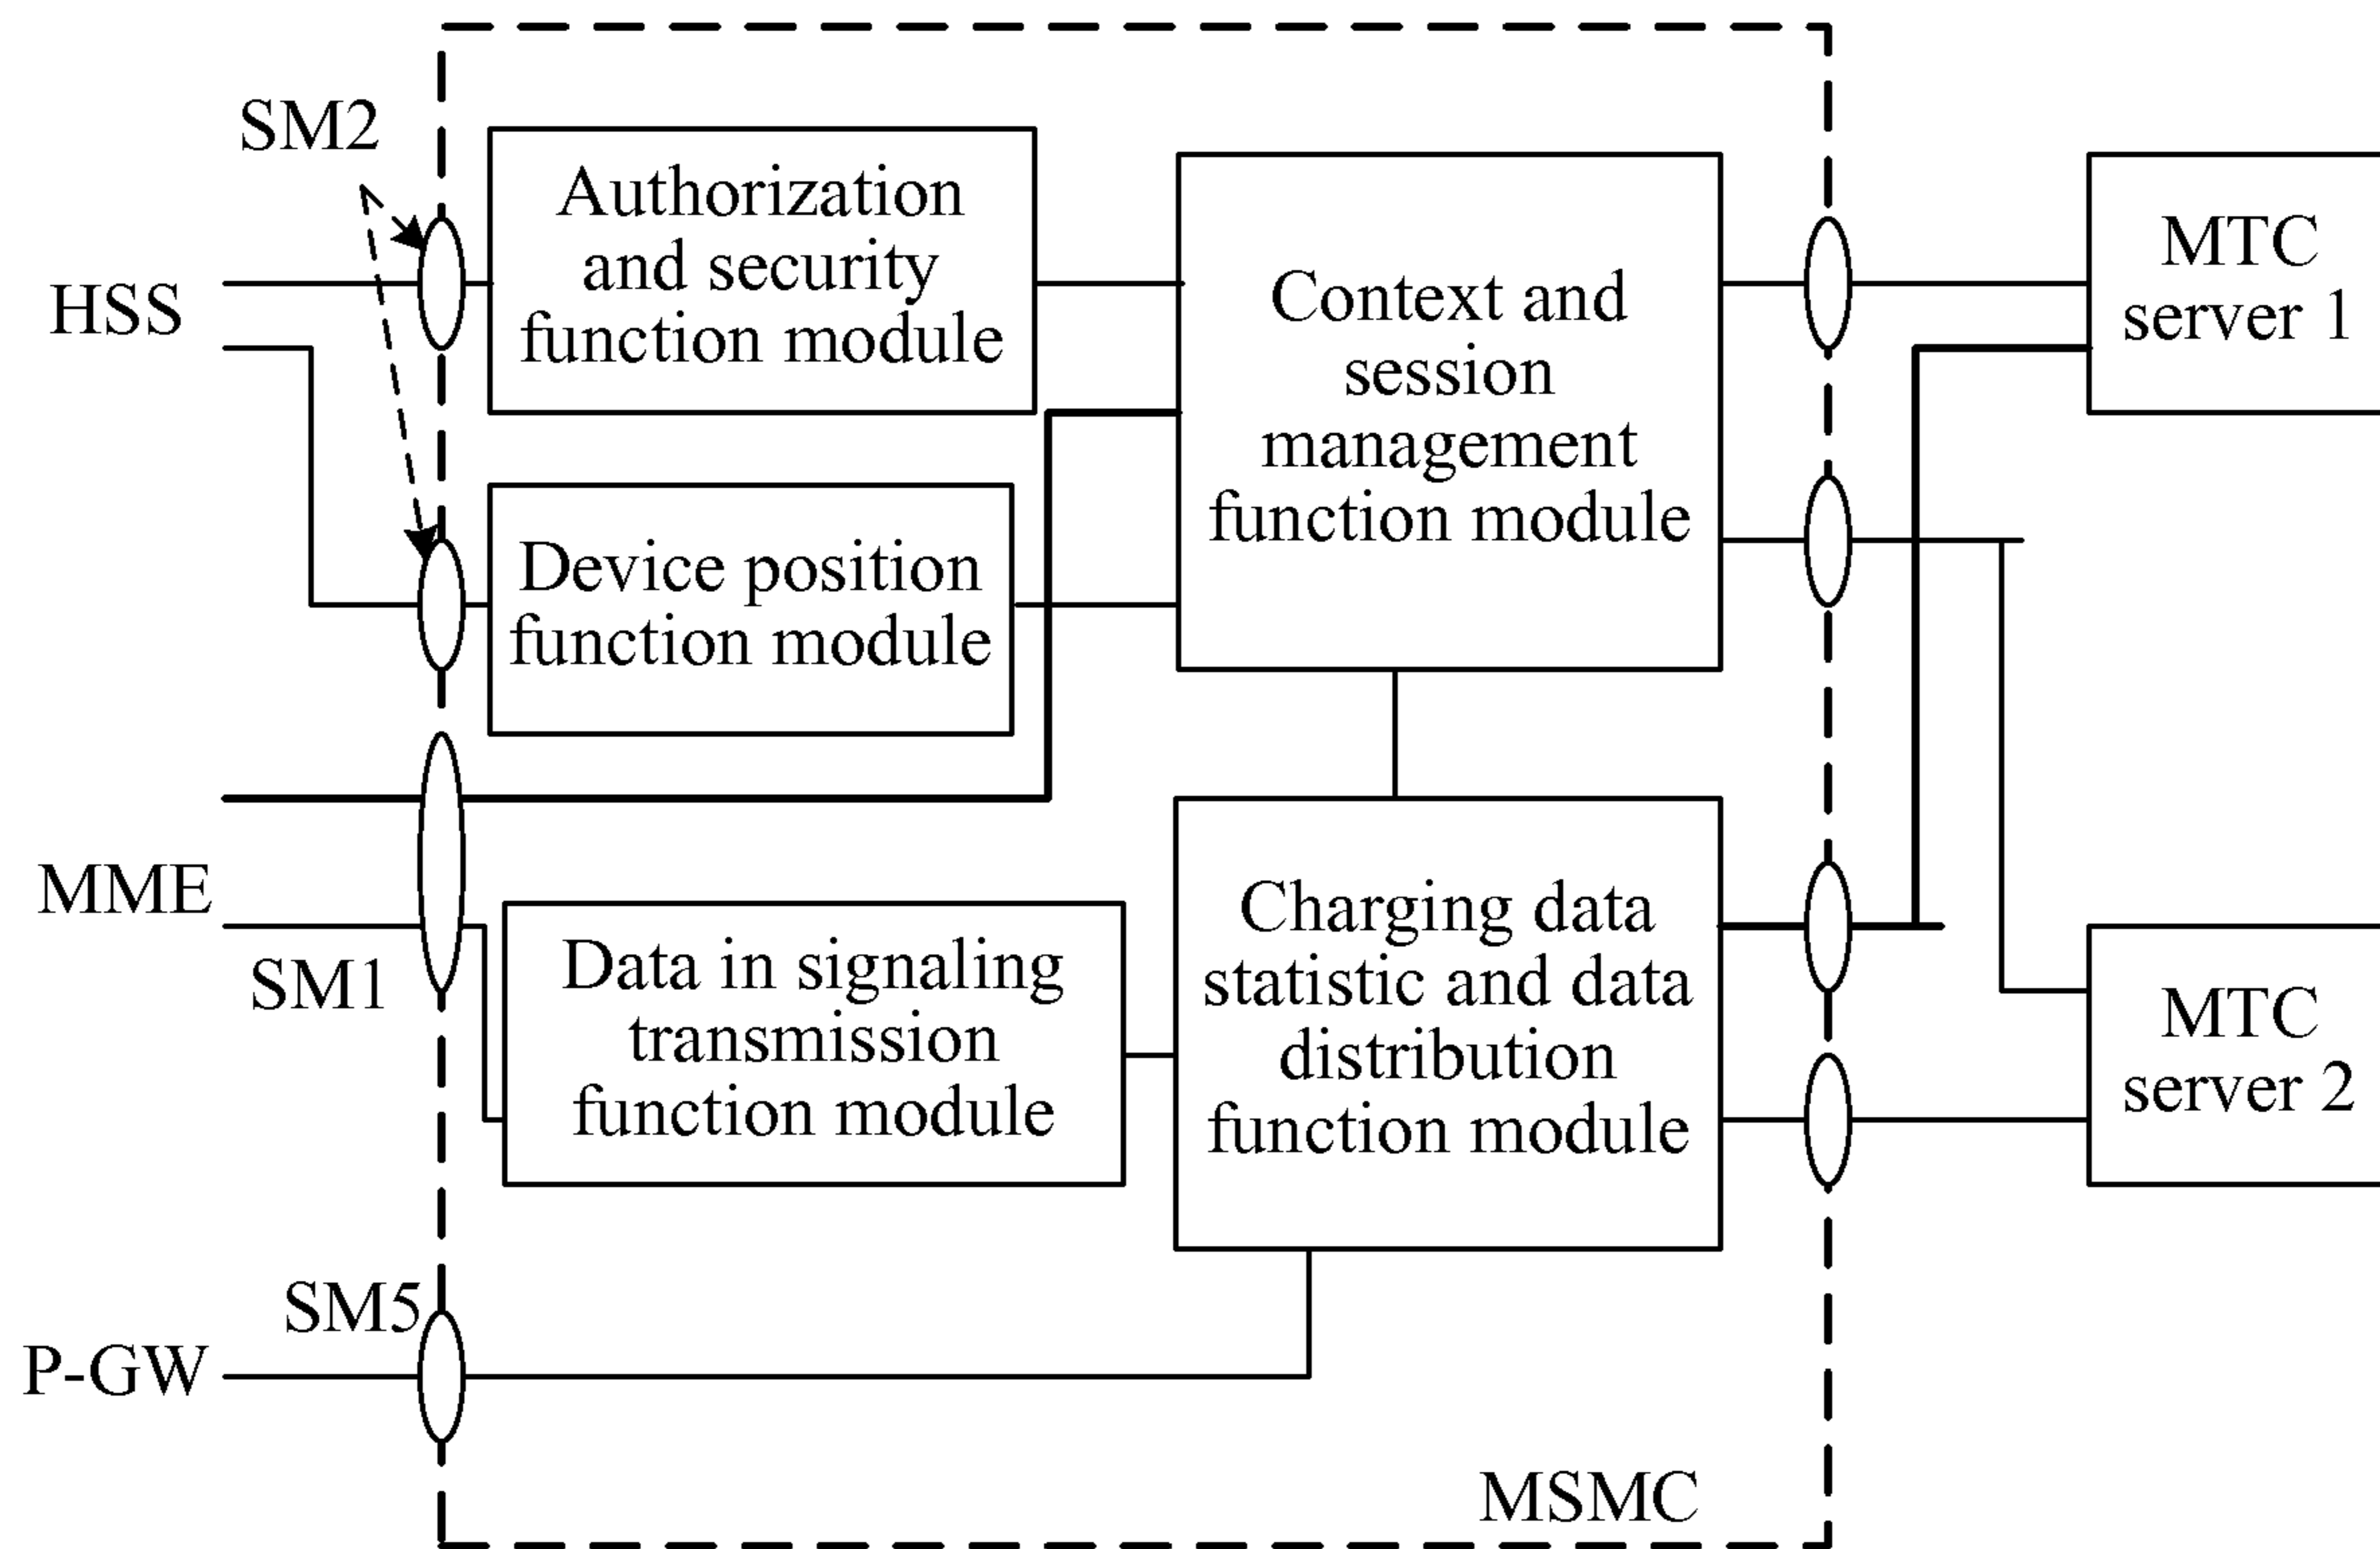 SM2
HSS
Authorization
and security
function module
Device position
function module
Context and
session
management
function module
MTC
server 1
MME
SM1
Data in signaling
transmission
function module
Charging data
statistic and data
distribution
function module
MTC
server 2
SM5
P-GW
MSMC